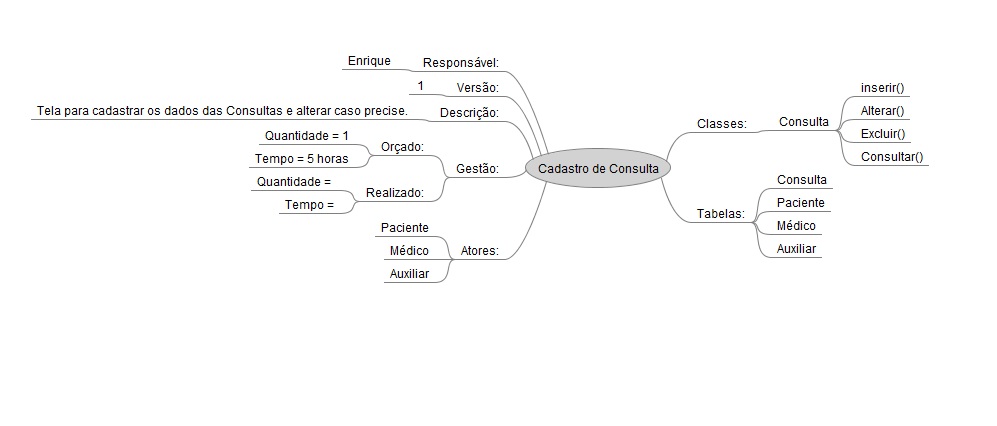 Cadastro de Consulta
Responsável:
Enrique
Versão:
1
Descrição:
Tela para cadastrar os dados das Consultas e alterar caso precise.
Gestão:
Orçado:
Quantidade = 1
Tempo = 5 horas
Realizado:
Quantidade =
Tempo =
Atores:
Paciente
Médico
Auxiliar
Classes:
Consulta
inserir()
Alterar()
Excluir()
Consultar()
Tabelas:
Consulta
Paciente
Médico
Auxiliar